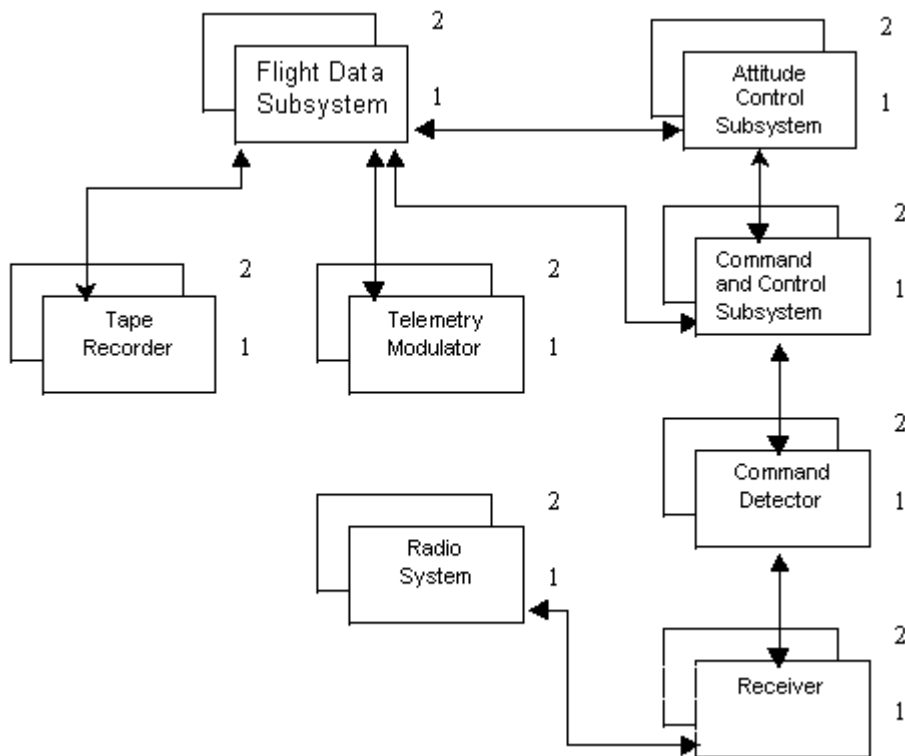 2
Flight Data
Subsystem
1
2
Attitude
Control
Subsystem
1
2
Tape
Recorder
1
2
Telemetry
Modulator
1
2
Command
and Control
Subsystem
1
2
Command
Detector
1
2
Radio
System
1
2
Receiver
1